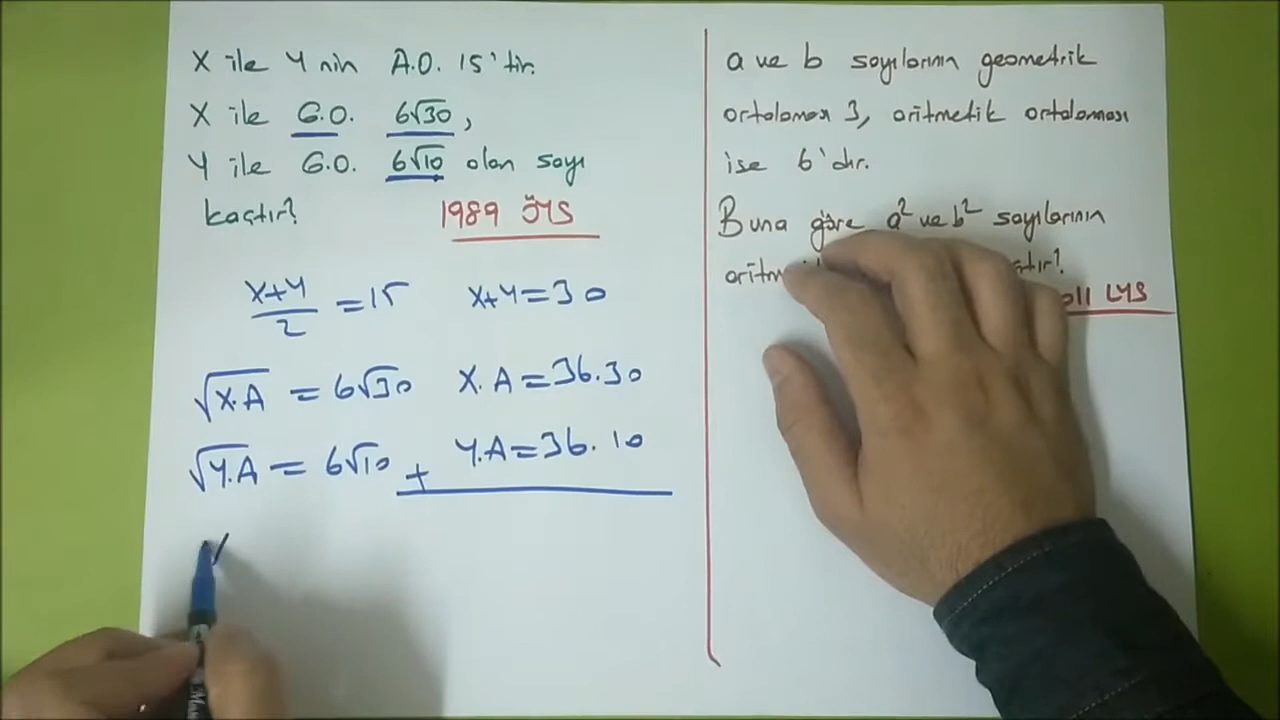 X ile Y nin A.O. 15'tir.
X ile G.O. 6√30,
Y ile G.O. 6√10 olan sayı
kaçtır? 1989 ÖYS
X+Y/2 = 15 X+Y=30
√X.A = 6√30 X.A=36.30
√Y.A = 6√10 + Y.A=36.10
a ve b sayılarının geometrik
ortalaması 3, aritmetik ortalaması
ise 6'dır.
Buna göre a² ve b² sayılarının
LYS